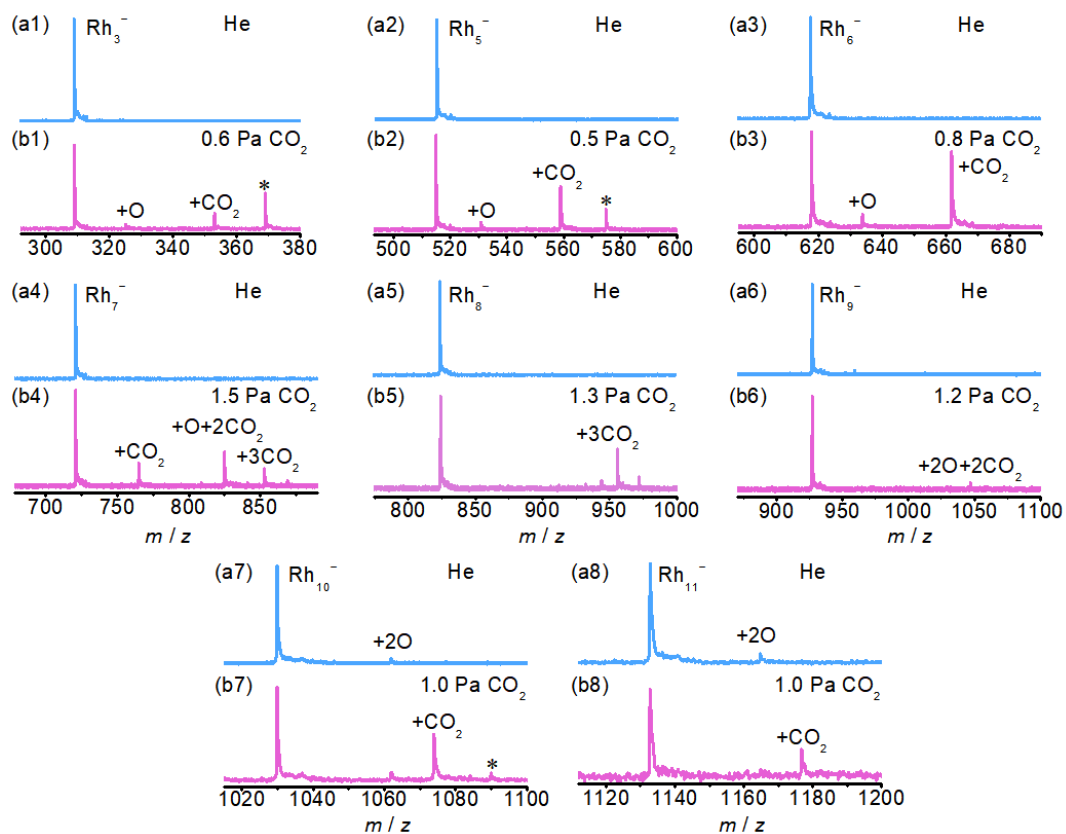 (a1) Rh₃⁻ He
(b1) 0.6 Pa CO₂
+O +CO₂ *
300 320 340 360 380
(a2) Rh₅⁻ He
(b2) 0.5 Pa CO₂
+O +CO₂ *
500 520 540 560 580 600
(a3) Rh₆⁻ He
(b3) 0.8 Pa CO₂
+O +CO₂
600 620 640 660 680
(a4) Rh₇⁻ He
(b4) 1.5 Pa CO₂
+CO₂ +O+2CO₂ +3CO₂
700 750 800 850
m / z
(a5) Rh₈⁻ He
(b5) 1.3 Pa CO₂
+3CO₂
800 850 900 950 1000
m / z
(a6) Rh₉⁻ He
(b6) 1.2 Pa CO₂
+2O+2CO₂
900 950 1000 1050 1100
m / z
(a7) Rh₁₀⁻ He
+2O
(b7) 1.0 Pa CO₂
+CO₂ *
1020 1040 1060 1080 1100
m / z
(a8) Rh₁₁⁻ He
+2O
(b8) 1.0 Pa CO₂
+CO₂
1120 1140 1160 1180 1200
m / z